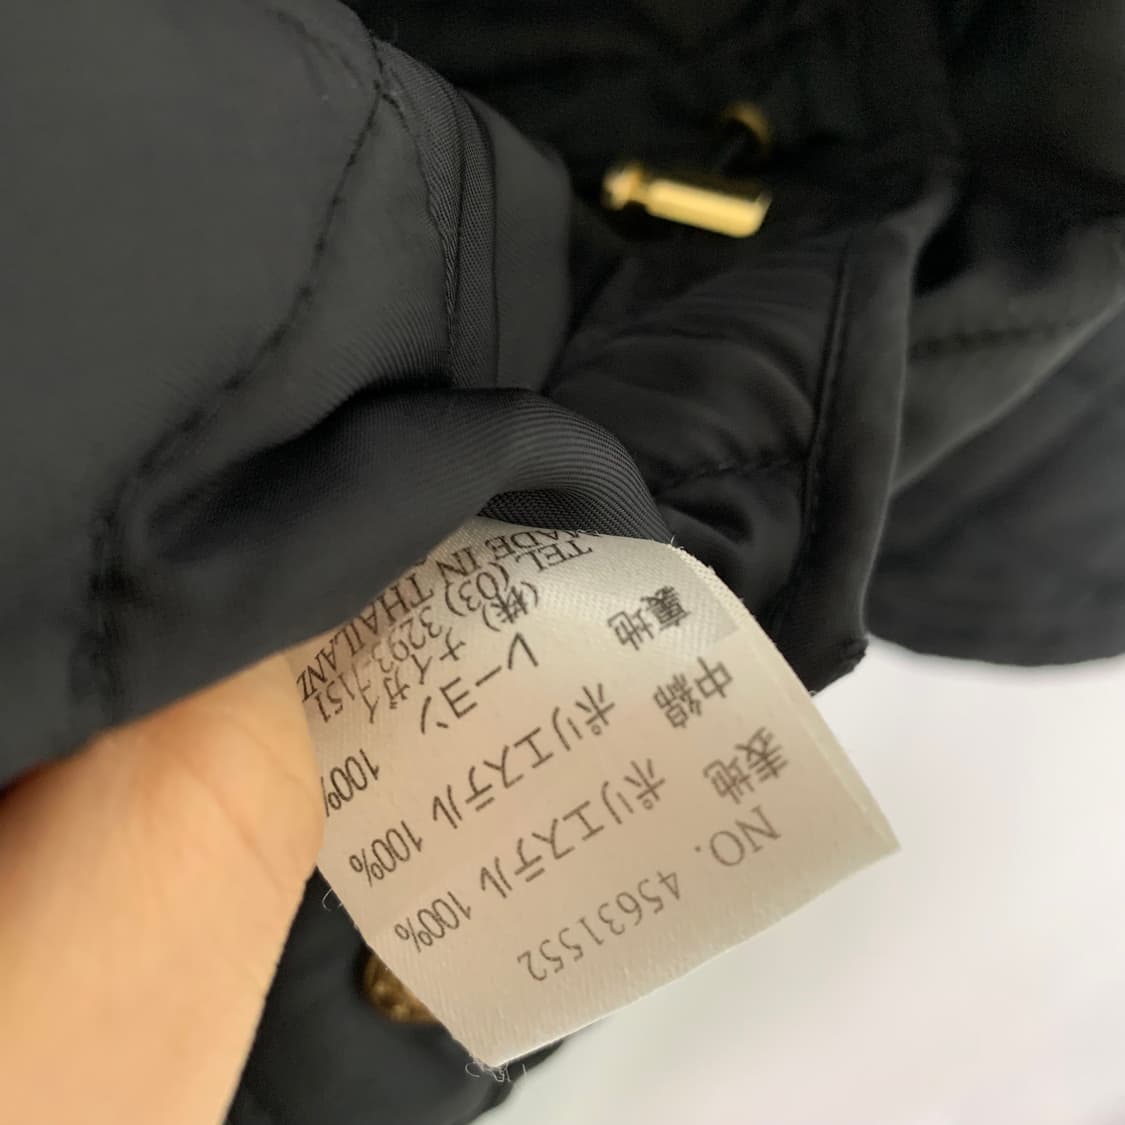 NO. 45631552
表地 ポリエステル 100%
中綿 ポリエステル 100%
裏地 レーヨン 100%
(株) ナイガイ
TEL (03) 3293-1151
MADE IN THAILAND